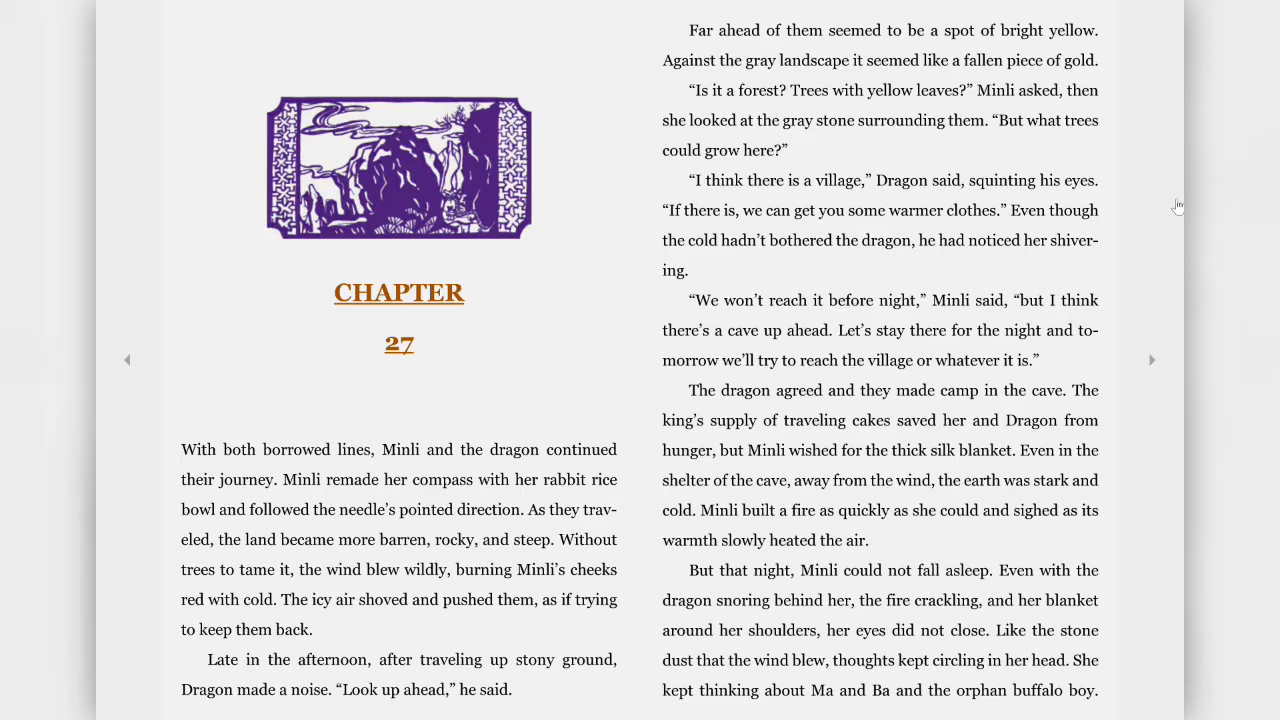 CHAPTER
27
With both borrowed lines, Minli and the dragon continued
their journey. Minli remade her compass with her rabbit rice
bowl and followed the needle’s pointed direction. As they trav-
eled, the land became more barren, rocky, and steep. Without
trees to tame it, the wind blew wildly, burning Minli’s cheeks
red with cold. The icy air shoved and pushed them, as if trying
to keep them back.
Late in the afternoon, after traveling up stony ground,
Dragon made a noise. “Look up ahead,” he said.
Far ahead of them seemed to be a spot of bright yellow.
Against the gray landscape it seemed like a fallen piece of gold.
“Is it a forest? Trees with yellow leaves?” Minli asked, then
she looked at the gray stone surrounding them. “But what trees
could grow here?”
“I think there is a village,” Dragon said, squinting his eyes.
“If there is, we can get you some warmer clothes.” Even though
the cold hadn’t bothered the dragon, he had noticed her shiver-
ing.
“We won’t reach it before night,” Minli said, “but I think
there’s a cave up ahead. Let’s stay there for the night and to-
morrow we’ll try to reach the village or whatever it is.”
The dragon agreed and they made camp in the cave. The
king’s supply of traveling cakes saved her and Dragon from
hunger, but Minli wished for the thick silk blanket. Even in the
shelter of the cave, away from the wind, the earth was stark and
cold. Minli built a fire as quickly as she could and sighed as its
warmth slowly heated the air.
But that night, Minli could not fall asleep. Even with the
dragon snoring behind her, the fire crackling, and her blanket
around her shoulders, her eyes did not close. Like the stone
dust that the wind blew, thoughts kept circling in her head. She
kept thinking about Ma and Ba and the orphan buffalo boy.